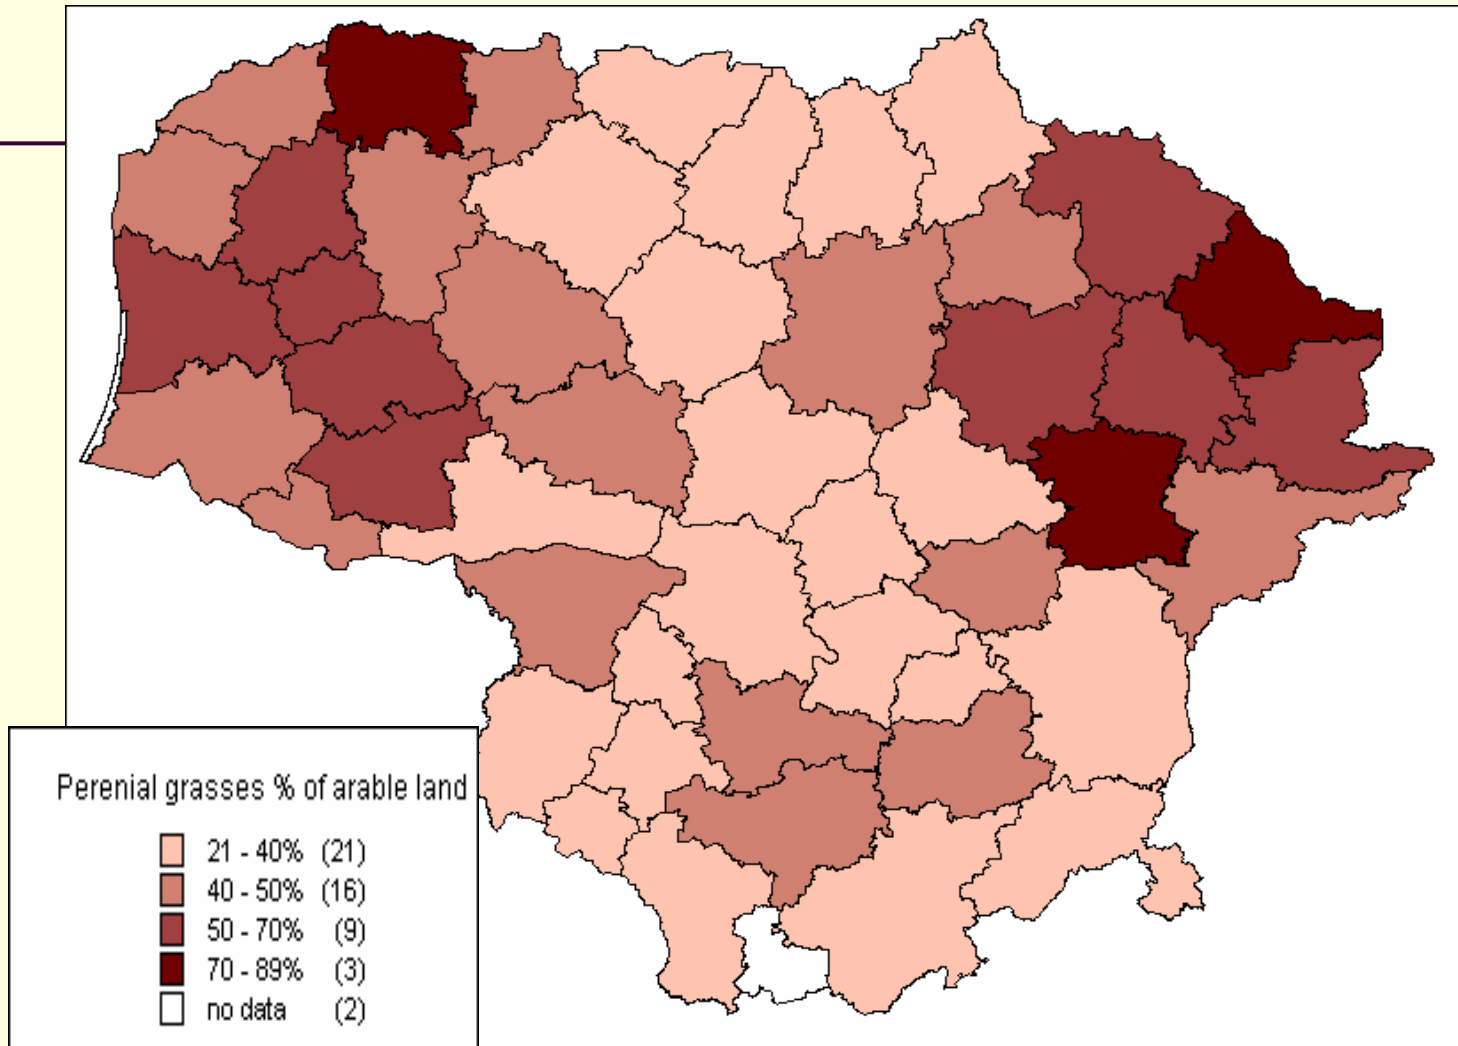 Perenial grasses % of arable land
21 - 40% (21)
40 - 50% (16)
50 - 70% (9)
70 - 89% (3)
no data (2)